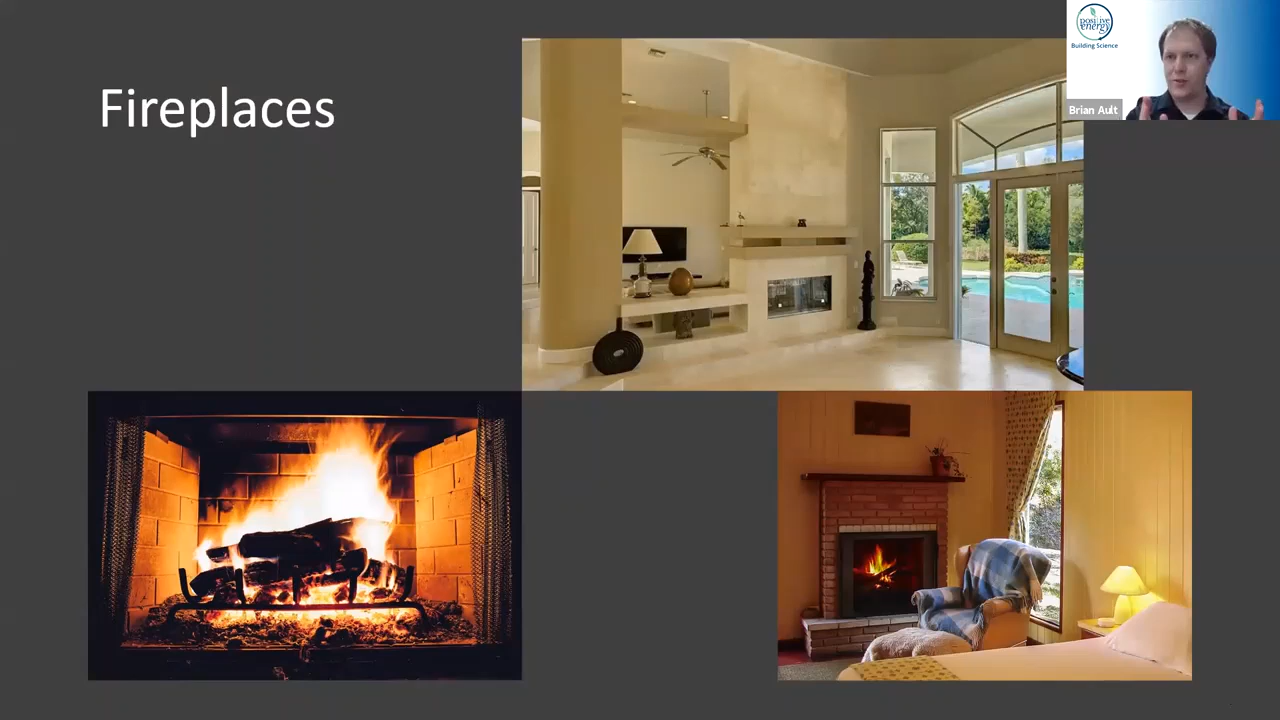 Fireplaces
positive
energy
Building Science
Brian Ault